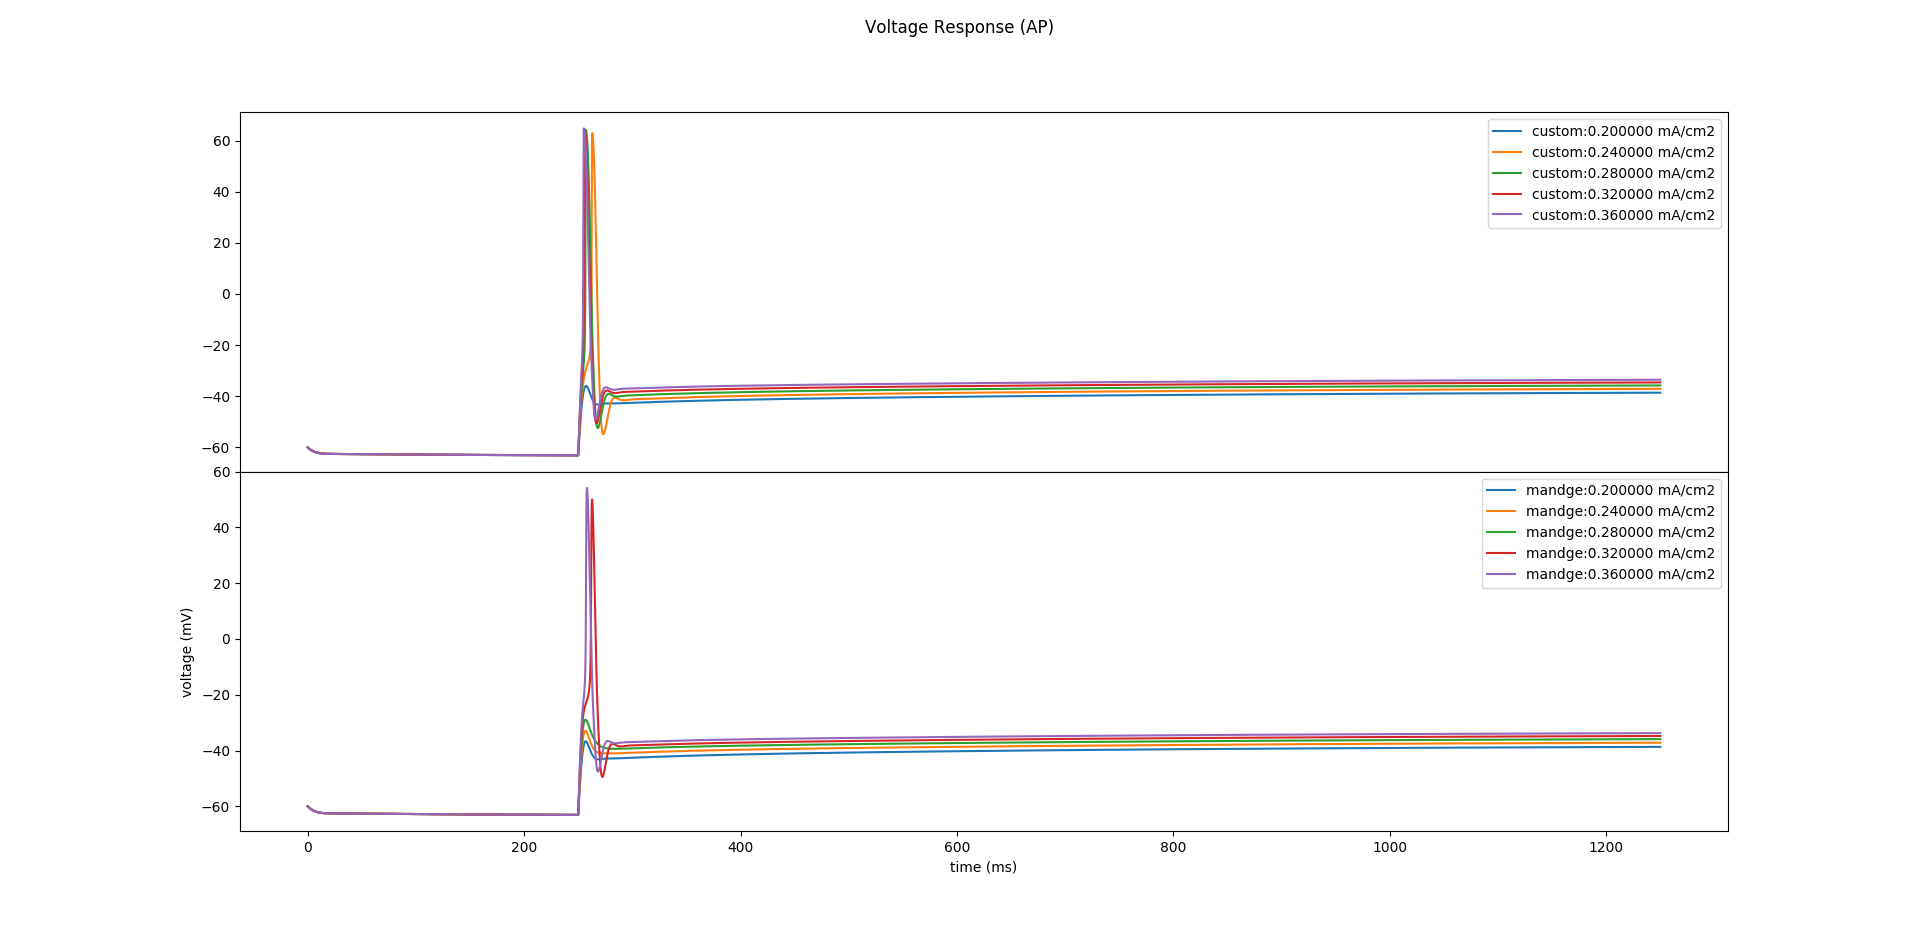 Voltage Response (AP)
60
40
20
0
−20
−40
−60
custom:0.200000 mA/cm2
custom:0.240000 mA/cm2
custom:0.280000 mA/cm2
custom:0.320000 mA/cm2
custom:0.360000 mA/cm2
60
40
20
0
−20
−40
−60
voltage (mV)
mandge:0.200000 mA/cm2
mandge:0.240000 mA/cm2
mandge:0.280000 mA/cm2
mandge:0.320000 mA/cm2
mandge:0.360000 mA/cm2
0 200 400 600 800 1000 1200
time (ms)